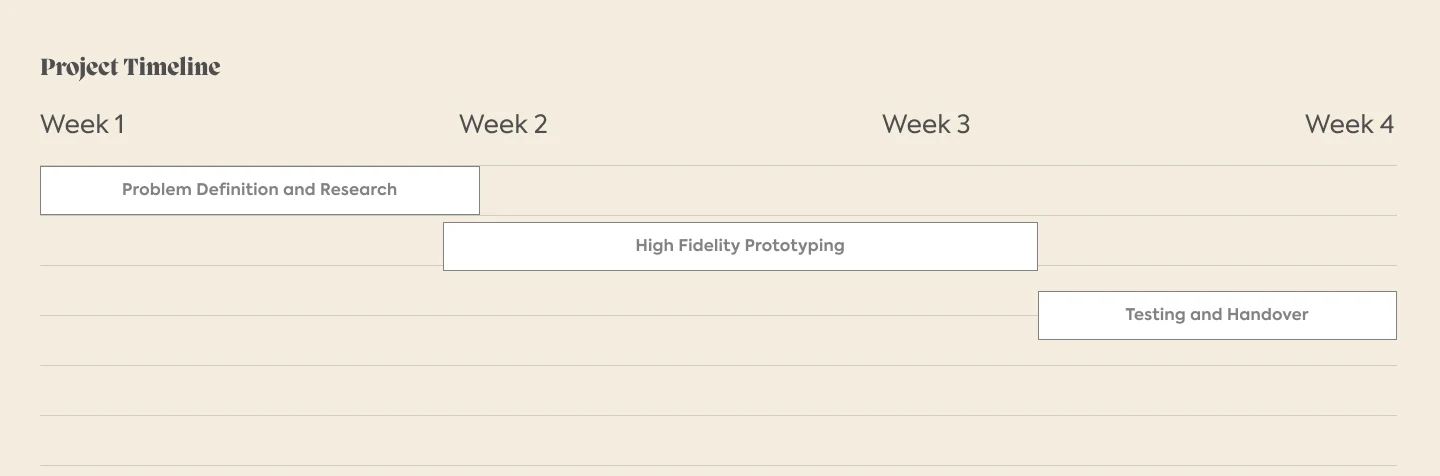 Project Timeline
Week 1 Week 2 Week 3 Week 4
Problem Definition and Research
High Fidelity Prototyping
Testing and Handover